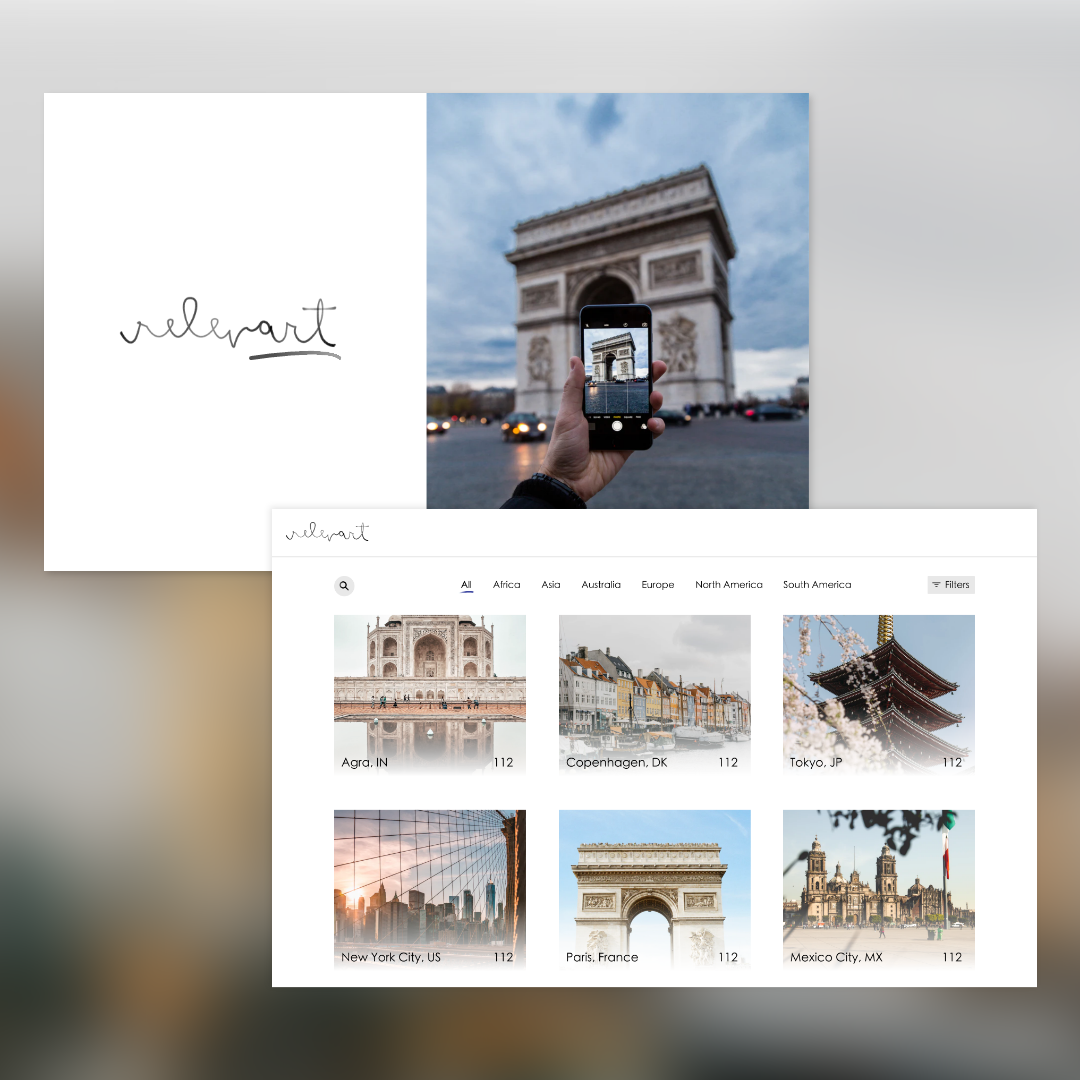 relevart
relevart
All Africa Asia Australia Europe North America South America Filters
Agra, IN 112 Copenhagen, DK 112 Tokyo, JP 112
New York City, US 112 Paris, France 112 Mexico City, MX 112